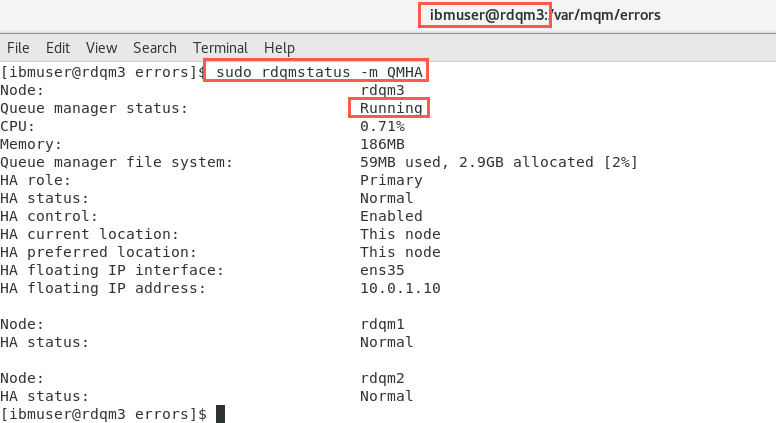 ibmuser@rdqm3:/var/mqm/errors
File Edit View Search Terminal Help
[ibmuser@rdqm3 errors]$ sudo rdqmstatus -m QMHA
Node: rdqm3
Queue manager status: Running
CPU: 0.71%
Memory: 186MB
Queue manager file system: 59MB used, 2.9GB allocated [2%]
HA role: Primary
HA status: Normal
HA control: Enabled
HA current location: This node
HA preferred location: This node
HA floating IP interface: ens35
HA floating IP address: 10.0.1.10
Node: rdqm1
HA status: Normal
Node: rdqm2
HA status: Normal
[ibmuser@rdqm3 errors]$